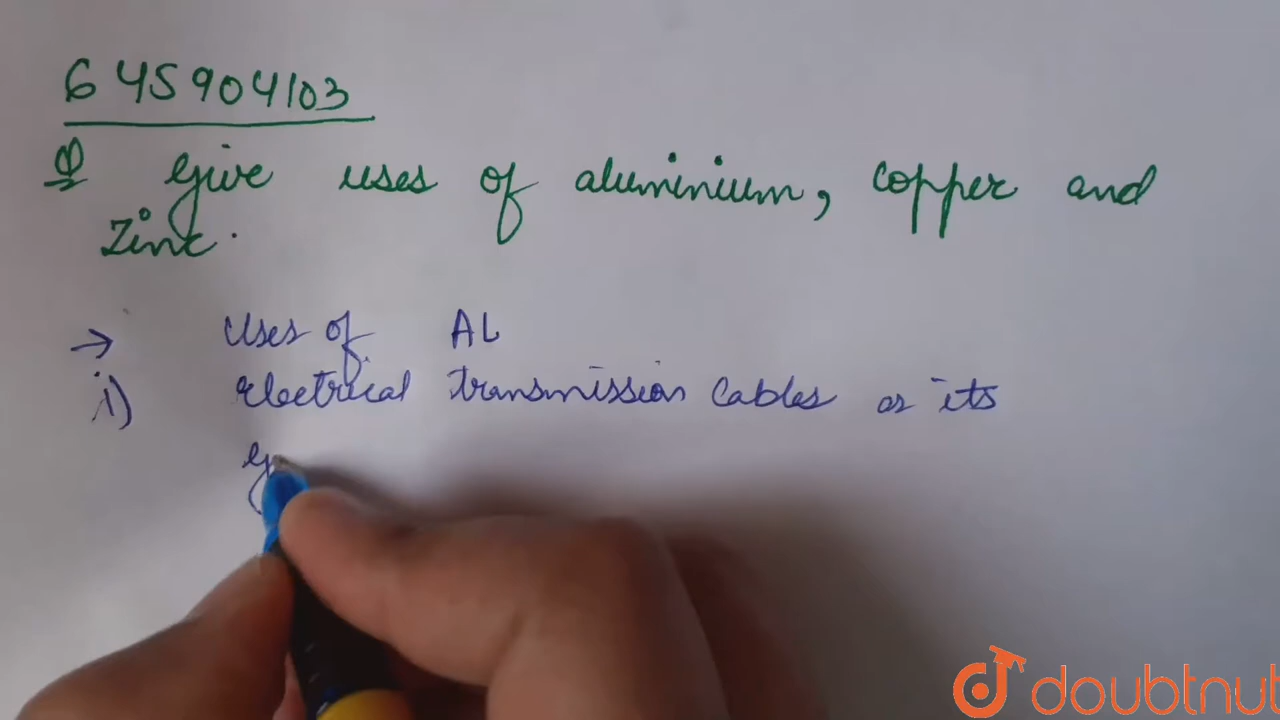 645904103
Q Give uses of aluminium, copper and
zinc.
→ Uses of AL
i) electrical transmission cables as its
doubtnut